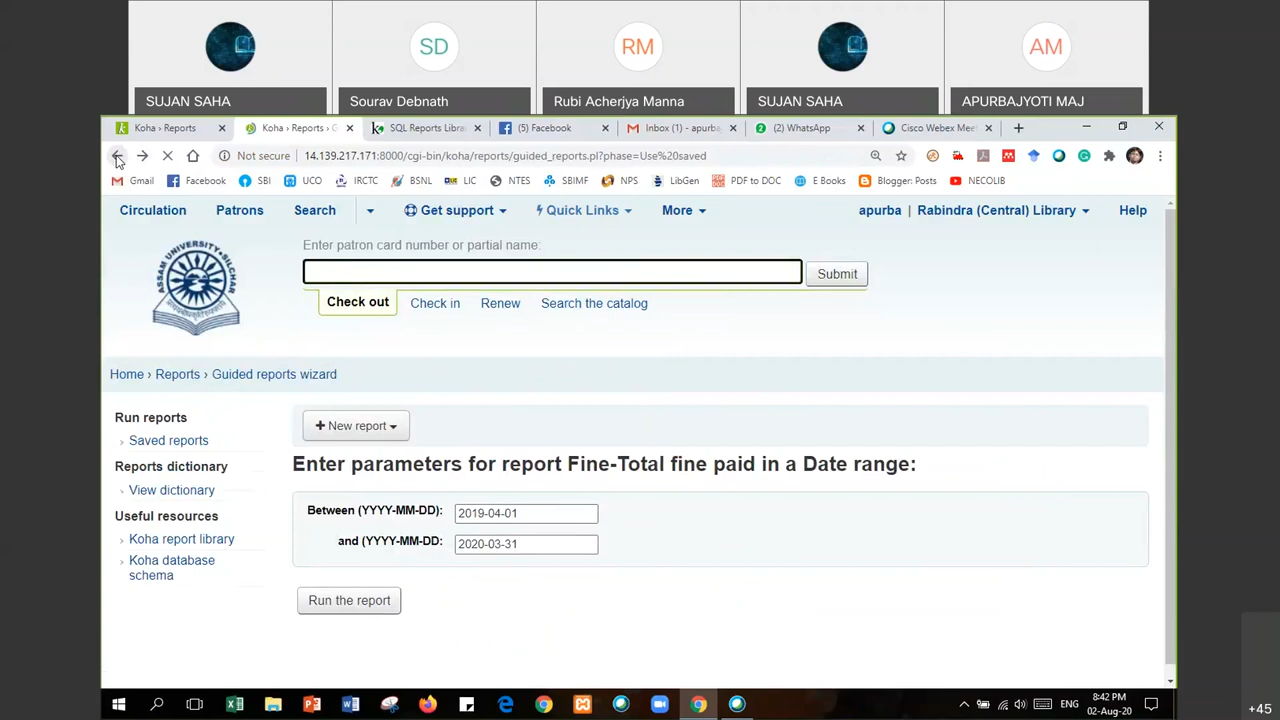 SD
RM
AM
SUJAN SAHA
Sourav Debnath
Rubi Acherjya Manna
SUJAN SAHA
APURBAJYOTI MAJ
Koha › Reports
Koha › Reports › G
SQL Reports Libra
(5) Facebook
Inbox (1) - apurba
(2) WhatsApp
Cisco Webex Mee
Not secure
14.139.217.171:8000/cgi-bin/koha/reports/guided_reports.pl?phase=Use%20saved
Gmail
Facebook
SBI
UCO
IRCTC
BSNL
LIC
NTES
SBIMF
NPS
LibGen
PDF to DOC
E Books
Blogger: Posts
NECOLIB
Circulation
Patrons
Search
Get support
Quick Links
More
apurba | Rabindra (Central) Library
Help
ASSAM UNIVERSITY, SILCHAR
Enter patron card number or partial name:
Submit
Check out
Check in
Renew
Search the catalog
Home › Reports › Guided reports wizard
Run reports
› Saved reports
Reports dictionary
› View dictionary
Useful resources
› Koha report library
› Koha database
schema
+ New report
Enter parameters for report Fine-Total fine paid in a Date range:
Between (YYYY-MM-DD): 2019-04-01
and (YYYY-MM-DD: 2020-03-31
Run the report
ENG
8:42 PM
02-Aug-20
+45